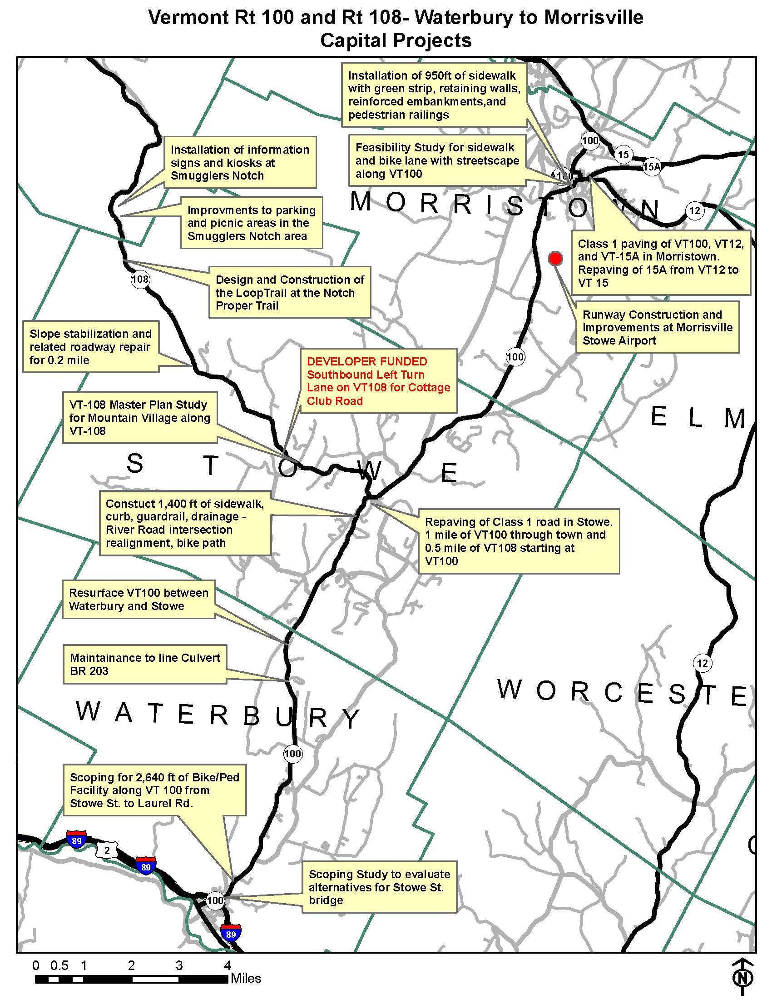 Vermont Rt 100 and Rt 108- Waterbury to Morrisville
Capital Projects
Installation of 950ft of sidewalk
with green strip, retaining walls,
reinforced embankments,and
pedestrian railings
Feasibility Study for sidewalk
and bike lane with streetscape
along VT100
Installation of information
signs and kiosks at
Smugglers Notch
Improvments to parking
and picnic areas in the
Smugglers Notch area
100
15
15A
A100
MORRISTOWN
12
Class 1 paving of VT100, VT12,
and VT-15A in Morristown.
Repaving of 15A from VT12 to
VT 15
Design and Construction of
the LoopTrail at the Notch
Proper Trail
108
Runway Construction and
Improvements at Morrisville
Stowe Airport
Slope stabilization and
related roadway repair
for 0.2 mile
DEVELOPER FUNDED
Southbound Left Turn
Lane on VT108 for Cottage
Club Road
100
VT-108 Master Plan Study
for Mountain Village along
VT-108
ELM
STOWE
Constuct 1,400 ft of sidewalk,
curb, guardrail, drainage -
River Road intersection
realignment, bike path
Repaving of Class 1 road in Stowe.
1 mile of VT100 through town and
0.5 mile of VT108 starting at
VT100
Resurface VT100 between
Waterbury and Stowe
Maintainance to line Culvert
BR 203
12
WORCESTE
WATERBURY
100
Scoping for 2,640 ft of Bike/Ped
Facility along VT 100 from
Stowe St. to Laurel Rd.
89
2
89
Scoping Study to evaluate
alternatives for Stowe St.
bridge
100
89
0 0.5 1 2 3 4
Miles
N